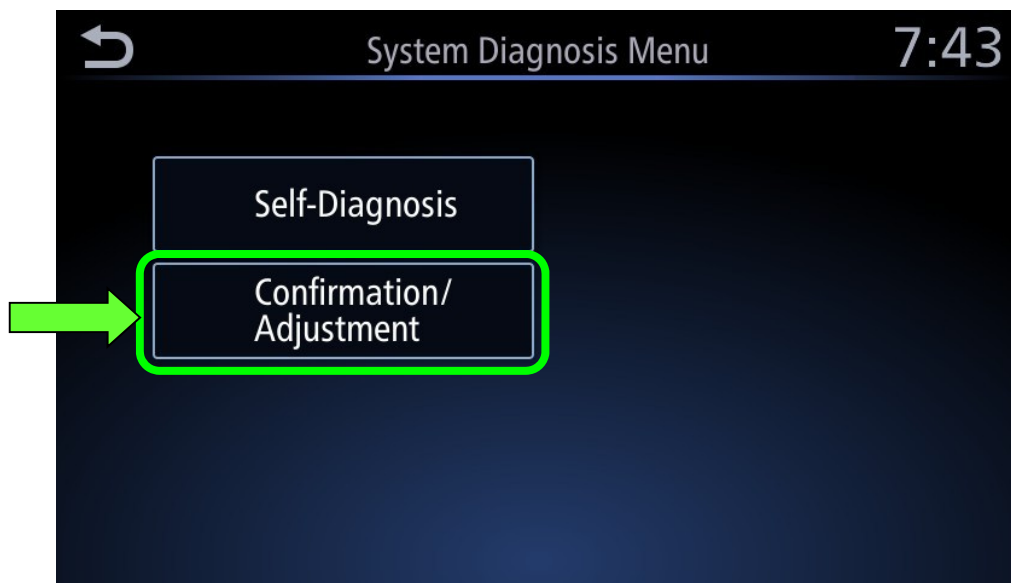 System Diagnosis Menu
7:43
Self-Diagnosis
Confirmation/
Adjustment